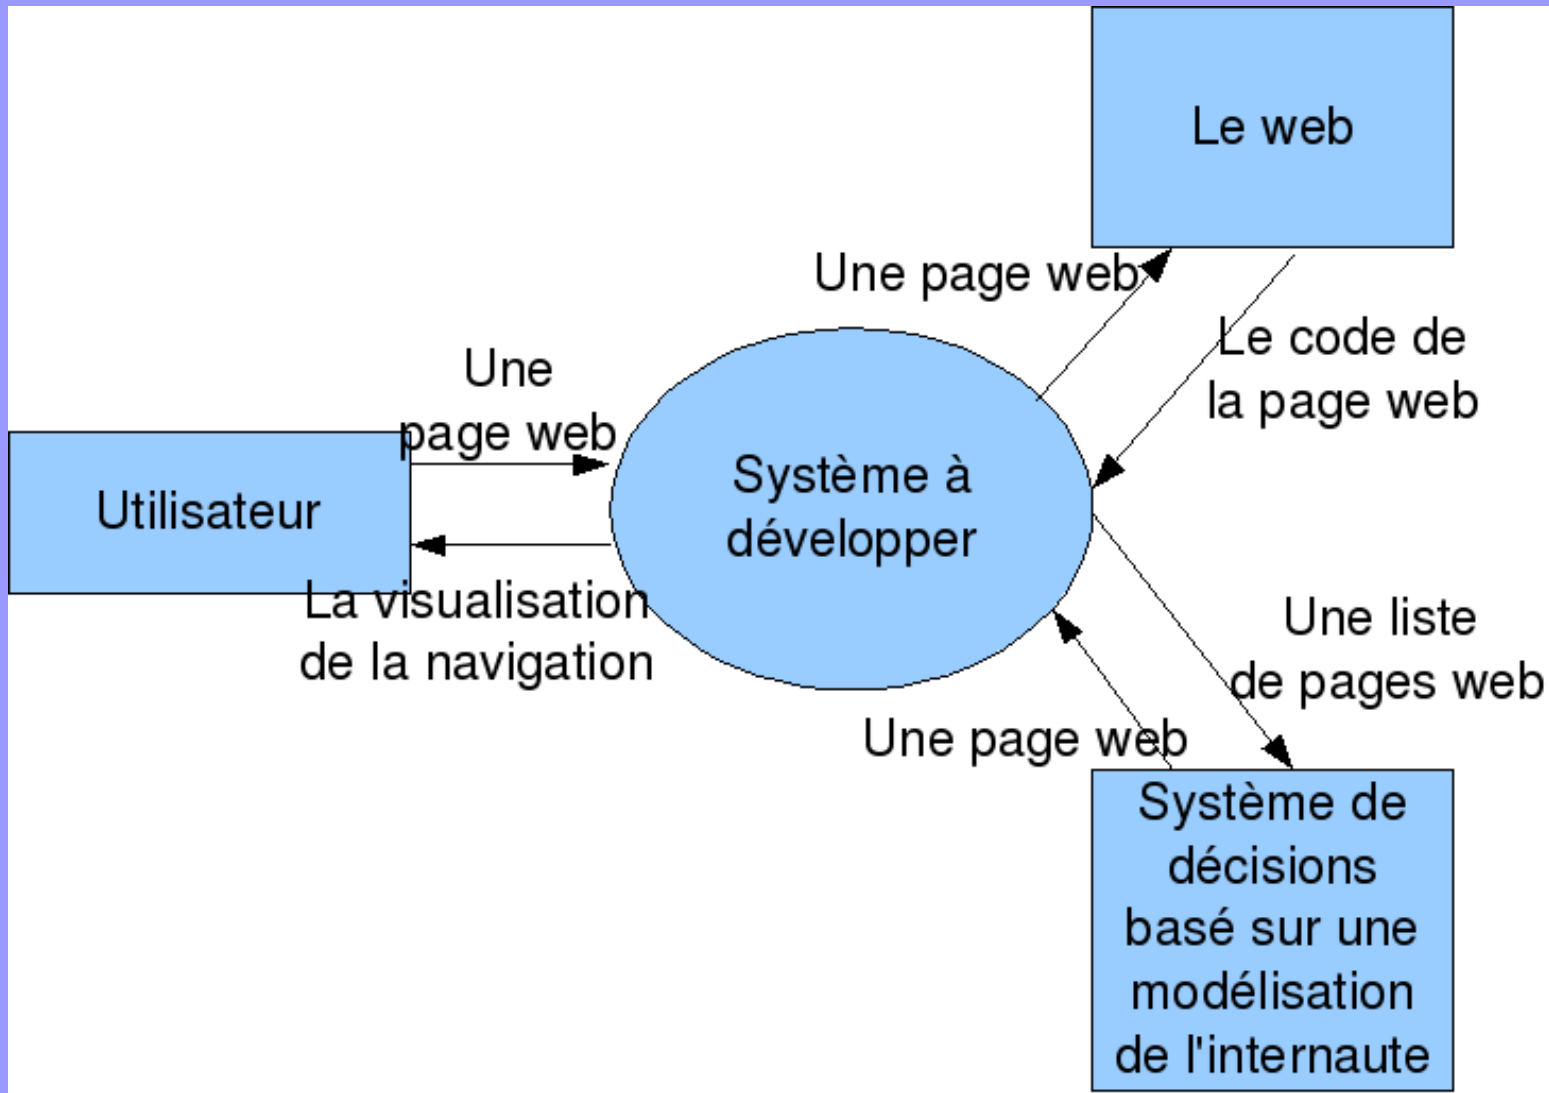 Le web
Une page web
Le code de
la page web
Une
page web
Utilisateur
Système à
développer
La visualisation
de la navigation
Une liste
de pages web
Une page web
Système de
décisions
basé sur une
modélisation
de l'internaute